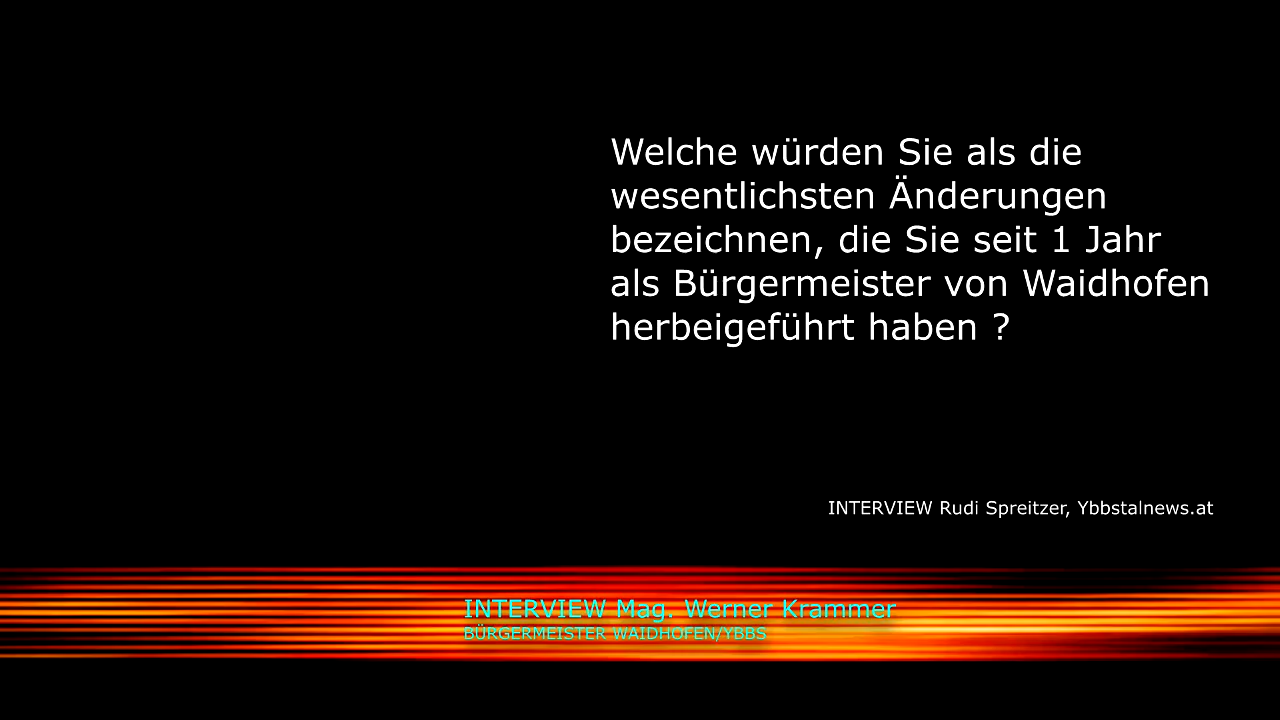 Welche würden Sie als die
wesentlichsten Änderungen
bezeichnen, die Sie seit 1 Jahr
als Bürgermeister von Waidhofen
herbeigeführt haben ?
INTERVIEW Rudi Spreitzer, Ybbstalnews.at
INTERVIEW Mag. Werner Krammer
BÜRGERMEISTER WAIDHOFEN/YBBS